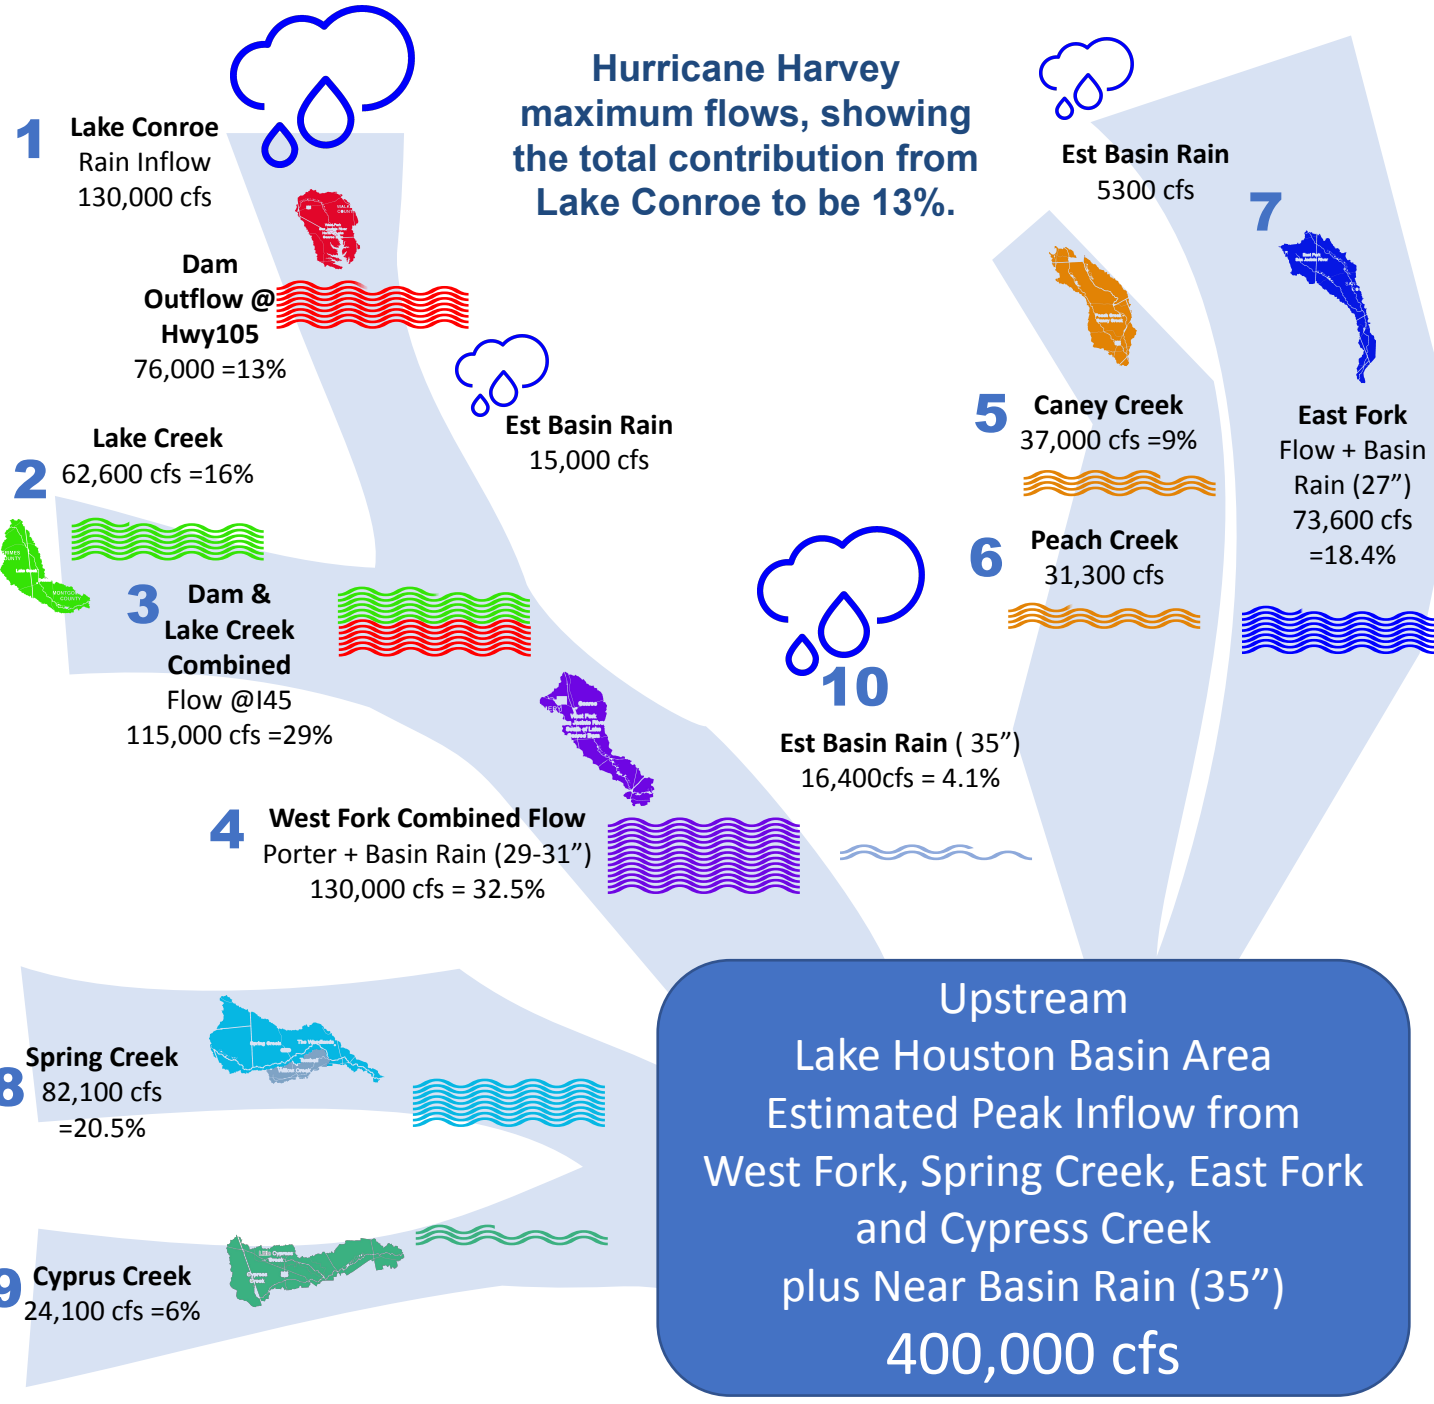 Hurricane Harvey
maximum flows, showing
the total contribution from
Lake Conroe to be 13%.
1
Lake Conroe
Rain Inflow
130,000 cfs
Dam
Outflow @
Hwy105
76,000 =13%
Est Basin Rain
15,000 cfs
2
Lake Creek
62,600 cfs =16%
3
Dam &
Lake Creek
Combined
Flow @I45
115,000 cfs =29%
4
West Fork Combined Flow
Porter + Basin Rain (29-31”)
130,000 cfs = 32.5%
Est Basin Rain
5300 cfs
5
Caney Creek
37,000 cfs =9%
6
Peach Creek
31,300 cfs
7
East Fork
Flow + Basin
Rain (27”)
73,600 cfs
=18.4%
10
Est Basin Rain ( 35”)
16,400cfs = 4.1%
8
Spring Creek
82,100 cfs
=20.5%
9
Cyprus Creek
24,100 cfs =6%
Upstream
Lake Houston Basin Area
Estimated Peak Inflow from
West Fork, Spring Creek, East Fork
and Cypress Creek
plus Near Basin Rain (35”)
400,000 cfs